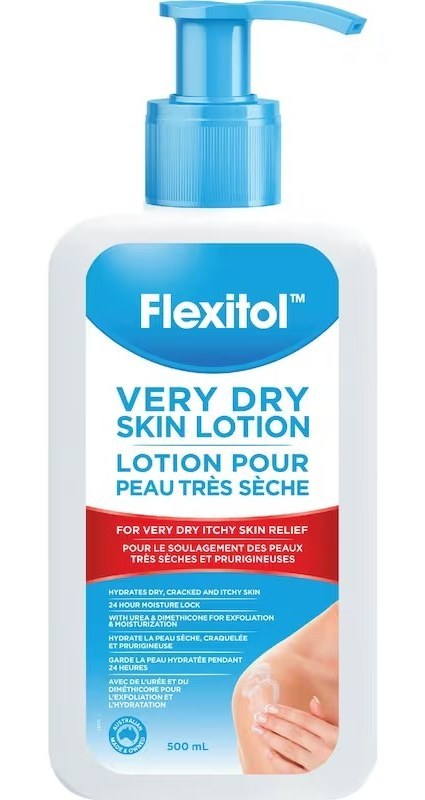 Flexitol™
VERY DRY
SKIN LOTION
LOTION POUR
PEAU TRÈS SÈCHE
FOR VERY DRY ITCHY SKIN RELIEF
POUR LE SOULAGEMENT DES PEAUX
TRÈS SÈCHES ET PRURIGINEUSES
HYDRATES DRY, CRACKED AND ITCHY SKIN
24 HOUR MOISTURE LOCK
WITH UREA & DIMETHICONE FOR EXFOLIATION
& MOISTURIZATION
HYDRATE LA PEAU SÈCHE, CRAQUELÉE
ET PRURIGINEUSE
GARDE LA PEAU HYDRATÉE PENDANT
24 HEURES
AVEC DE L'URÉE ET DU
DIMÉTHICONE POUR
L'EXFOLIATION ET
L'HYDRATATION
AUSTRALIAN
MADE & OWNED
500 mL